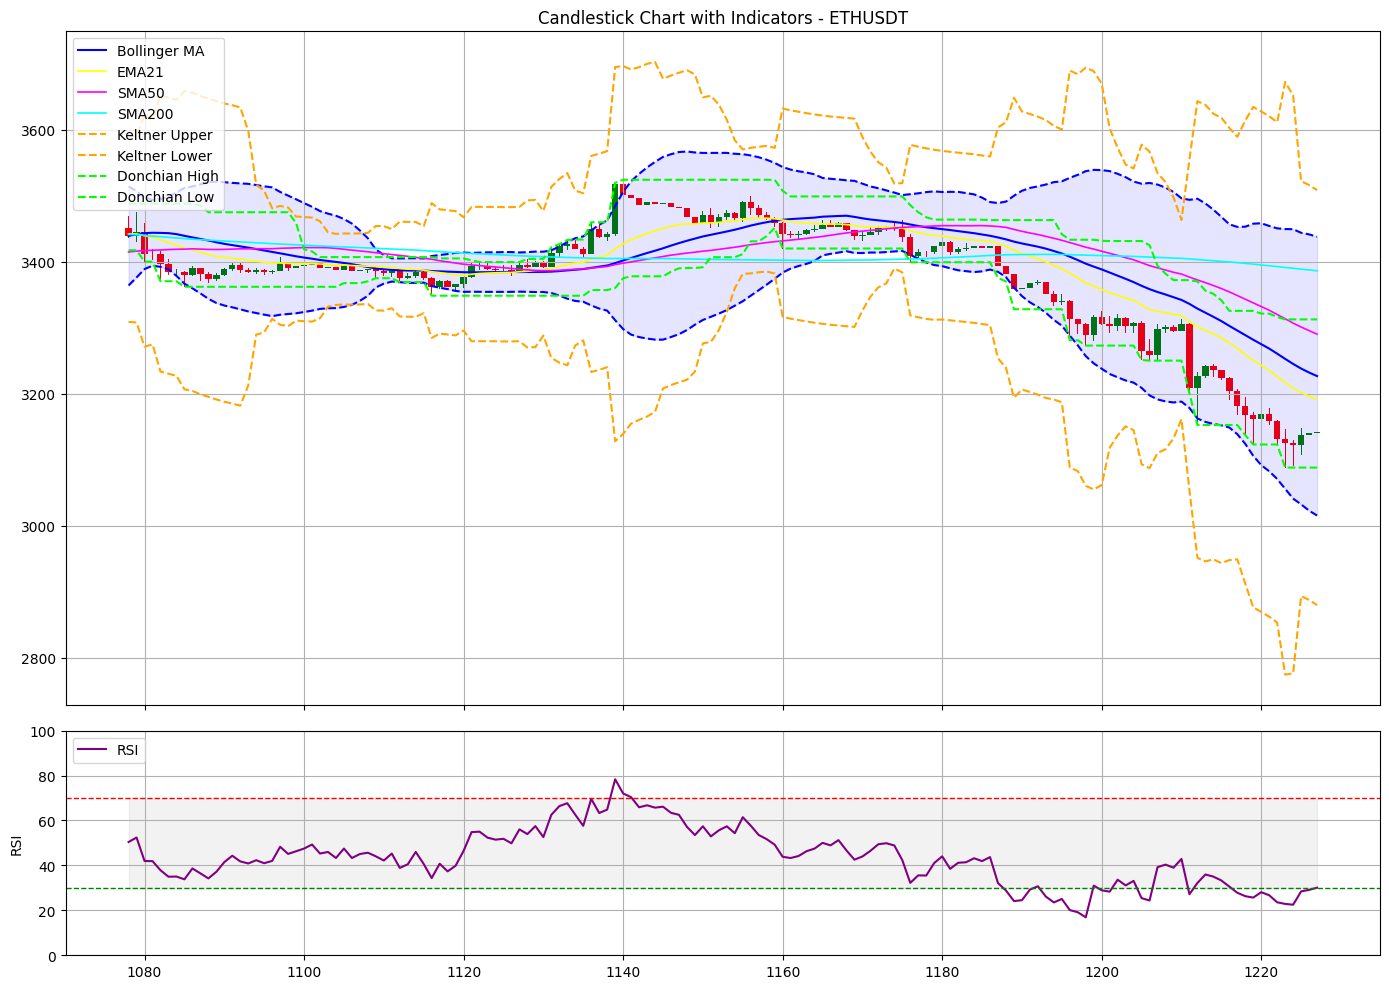 Candlestick Chart with Indicators - ETHUSDT
Bollinger MA
EMA21
SMA50
SMA200
Keltner Upper
Keltner Lower
Donchian High
Donchian Low
3600
3400
3200
3000
2800
RSI
100
80
60
40
20
0
RSI
1080
1100
1120
1140
1160
1180
1200
1220